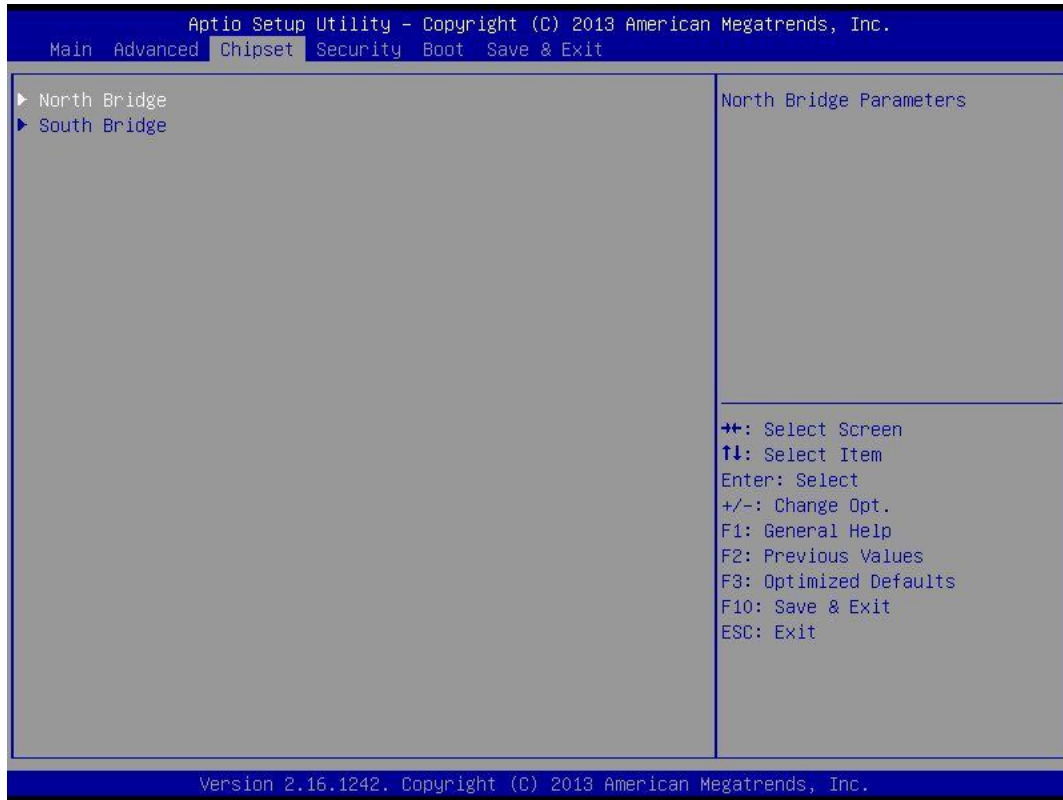 Aptio Setup Utility – Copyright (C) 2013 American Megatrends, Inc.
Main Advanced Chipset Security Boot Save & Exit
▶ North Bridge
▶ South Bridge
North Bridge Parameters
→←: Select Screen
↑↓: Select Item
Enter: Select
+/-: Change Opt.
F1: General Help
F2: Previous Values
F3: Optimized Defaults
F10: Save & Exit
ESC: Exit
Version 2.16.1242. Copyright (C) 2013 American Megatrends, Inc.